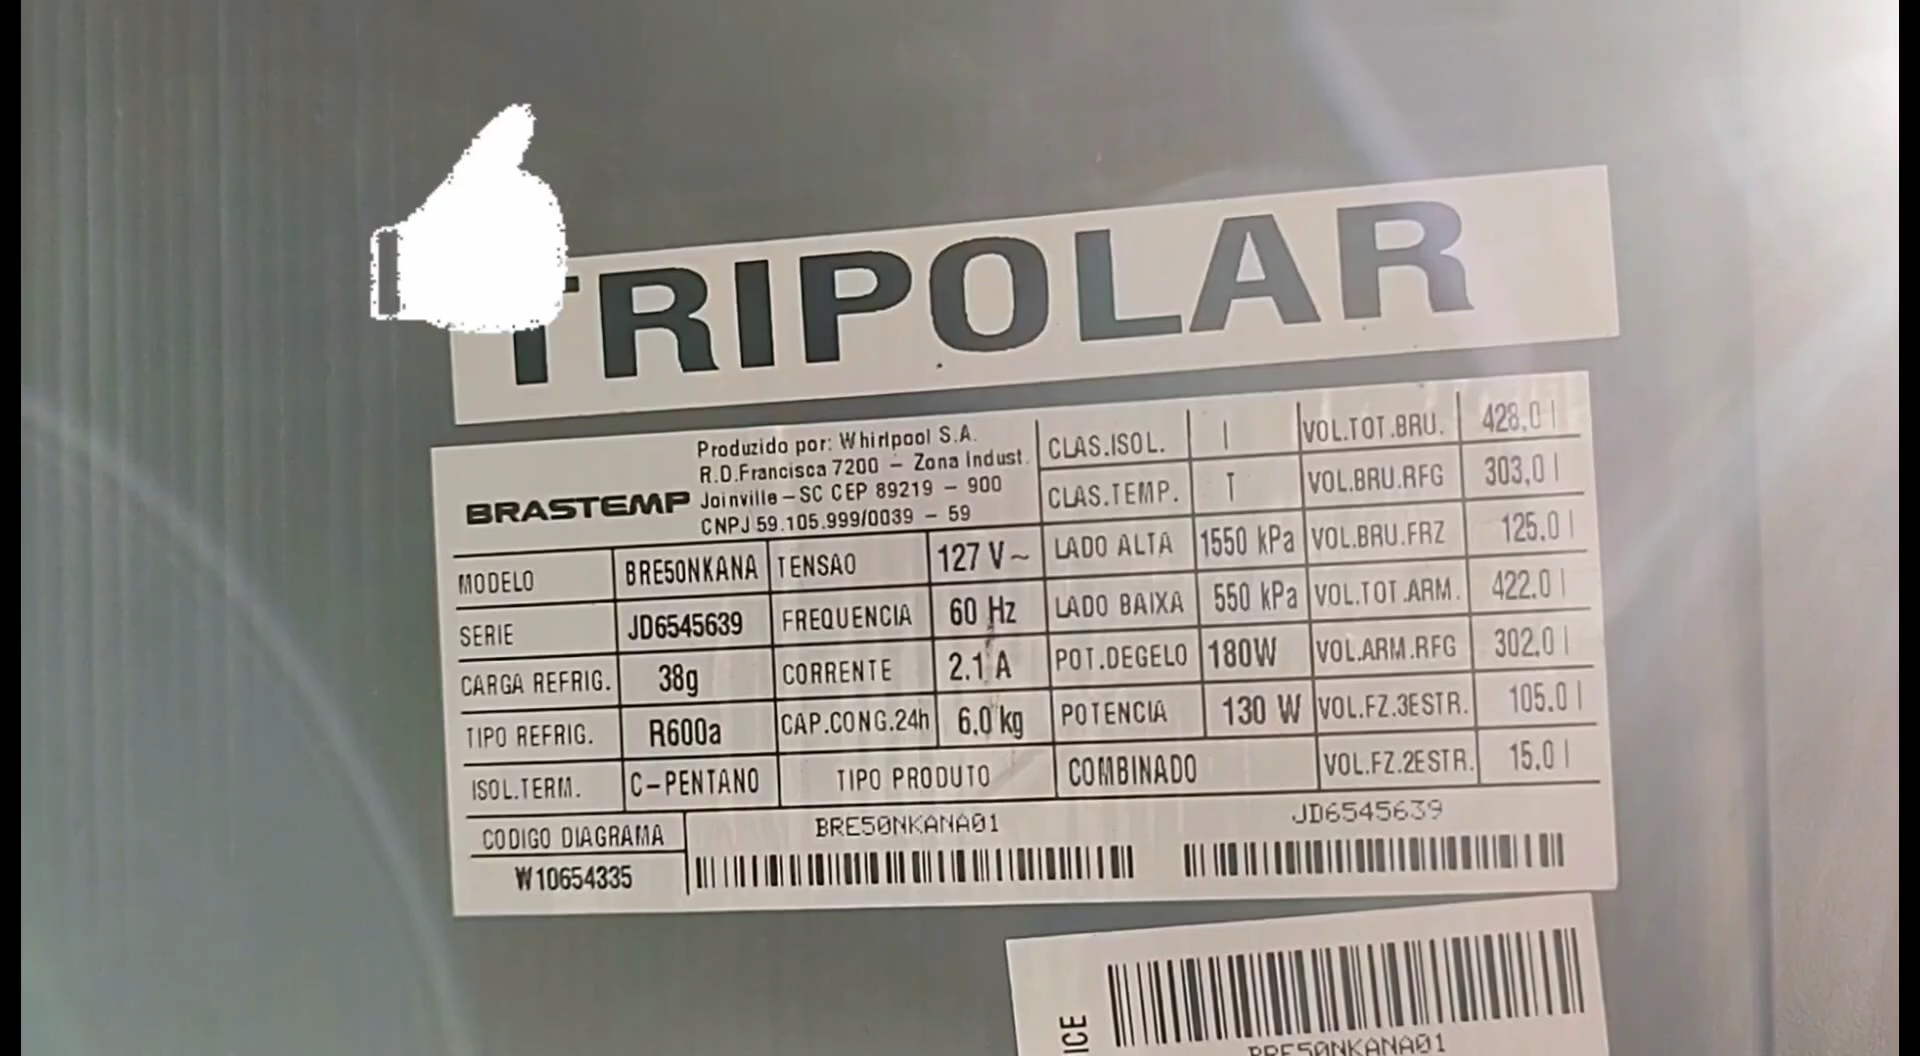 TRIPOLAR
BRASTEMP
Produzido por: Whirlpool S.A.
R.D.Francisca 7200 – Zona Indust.
Joinville – SC CEP 89219 – 900
CNPJ 59.105.999/0039 – 59
CLAS.ISOL. I VOL.TOT.BRU. 428,0 l
CLAS.TEMP. T VOL.BRU.RFG 303,0 l
MODELO BRE50NKANA TENSAO 127 V~ LADO ALTA 1550 kPa VOL.BRU.FRZ 125.0 l
SERIE JD6545639 FREQUENCIA 60 Hz LADO BAIXA 550 kPa VOL.TOT.ARM. 422.0 l
CARGA REFRIG. 38g CORRENTE 2.1 A POT.DEGELO 180W VOL.ARM.RFG 302.0 l
TIPO REFRIG. R600a CAP.CONG.24h 6.0 kg POTENCIA 130 W VOL.FZ.3ESTR. 105.0 l
ISOL.TERM. C-PENTANO TIPO PRODUTO COMBINADO VOL.FZ.2ESTR. 15.0 l
CODIGO DIAGRAMA BRE50NKANA01 JD6545639
W10654335
ICE
BRE50NKANA01